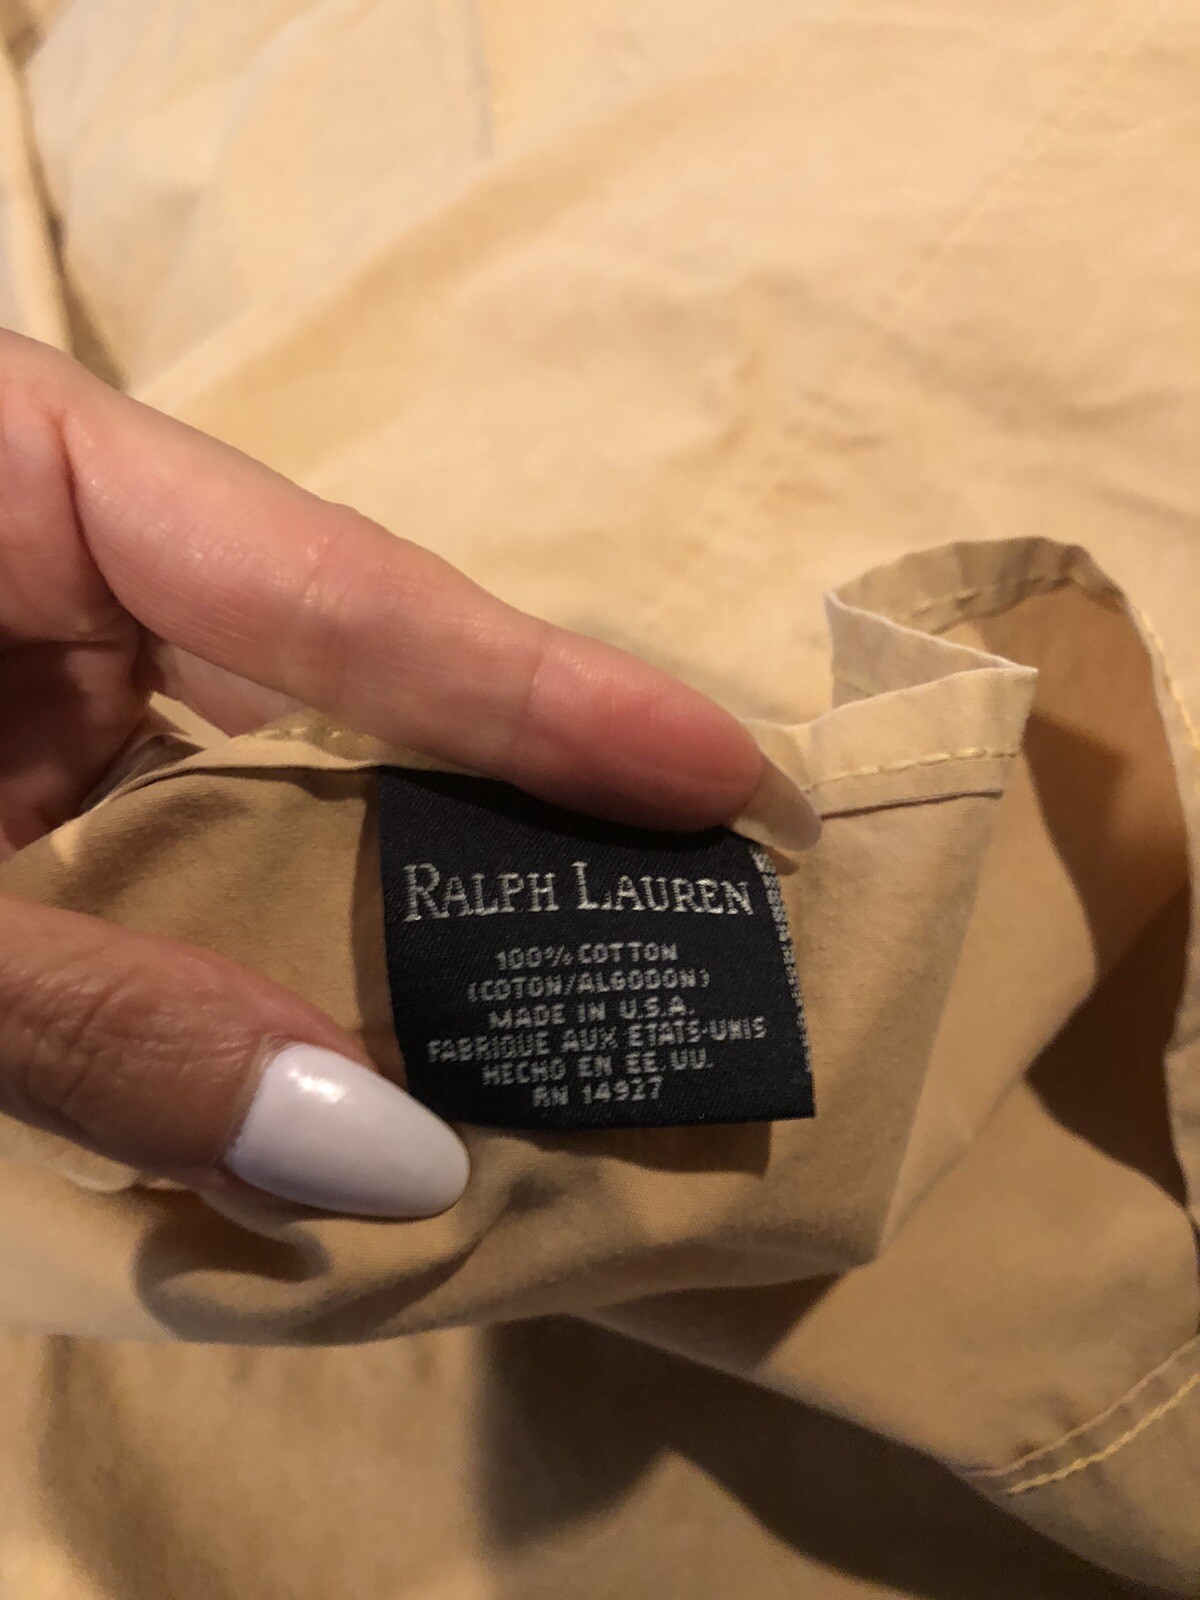 RALPH LAUREN
100% COTTON
(COTON/ALGODON)
MADE IN U.S.A.
FABRIQUE AUX ETATS-UNIS
HECHO EN EE.UU.
RN 14927